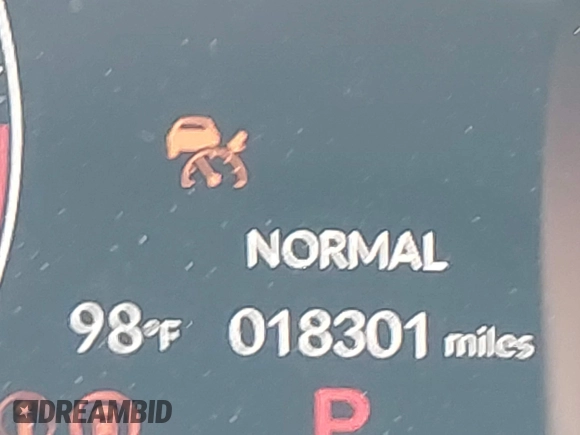 NORMAL
98°F 018301 miles
P
DREAMBID